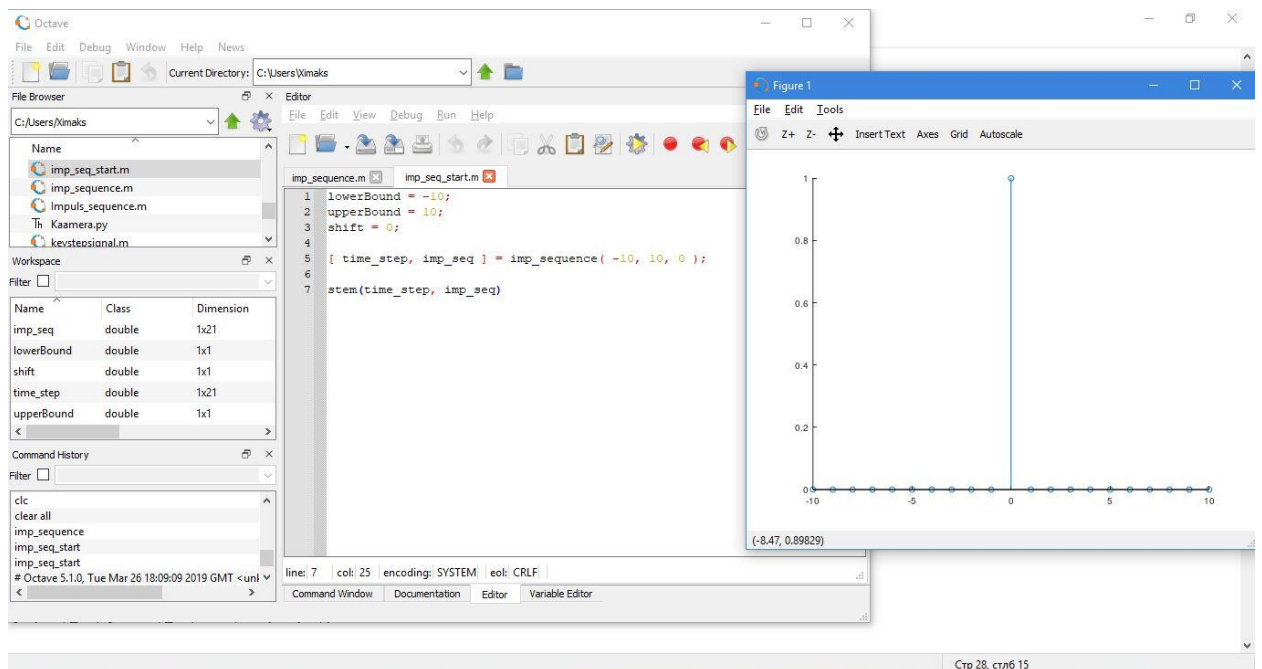 Octave
File Edit Debug Window Help News
Current Directory: C:\Users\Ximaks
File Browser
C:/Users/Ximaks
Name
imp_seq_start.m
imp_sequence.m
Impuls_sequence.m
Th Kaamera.py
keystepsignal.m
Workspace
Filter
Name Class Dimension
imp_seq double 1x21
lowerBound double 1x1
shift double 1x1
time_step double 1x21
upperBound double 1x1
Command History
Filter
clc
clear all
imp_sequence
imp_seq_start
imp_seq_start
# Octave 5.1.0, Tue Mar 26 18:09:09 2019 GMT <unk
Editor
File Edit View Debug Run Help
imp_sequence.m imp_seq_start.m
1 lowerBound = -10;
2 upperBound = 10;
3 shift = 0;
4
5 [ time_step, imp_seq ] = imp_sequence( -10, 10, 0 );
6
7 stem(time_step, imp_seq)
line: 7 col: 25 encoding: SYSTEM eol: CRLF
Command Window Documentation Editor Variable Editor
Figure 1
File Edit Tools
Z+ Z- Insert Text Axes Grid Autoscale
1
0.8
0.6
0.4
0.2
0
-10 -5 0 5 10
(-8.47, 0.89829)
Стр 28, стлб 15